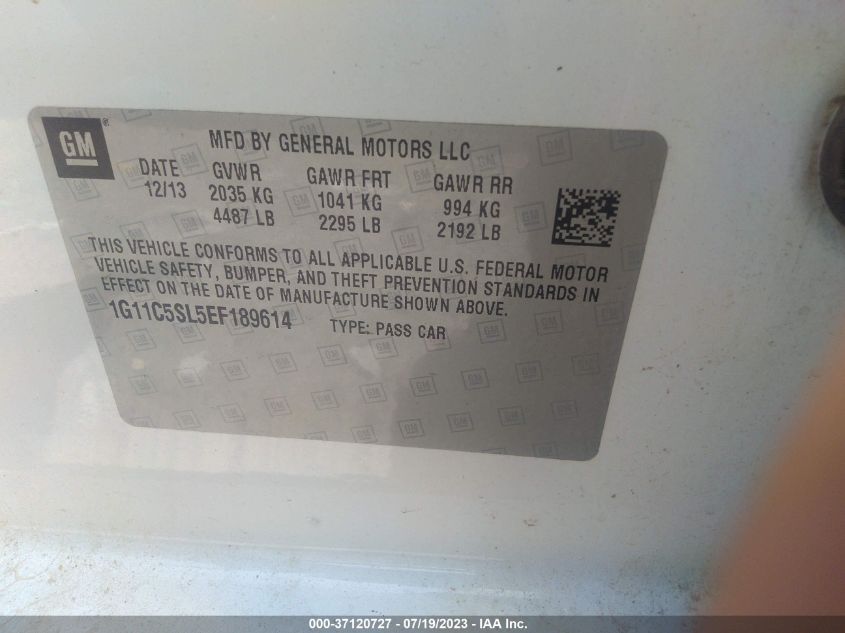 GM ®
MFD BY GENERAL MOTORS LLC
DATE GVWR GAWR FRT GAWR RR
12/13 2035 KG 1041 KG 994 KG
4487 LB 2295 LB 2192 LB
THIS VEHICLE CONFORMS TO ALL APPLICABLE U.S. FEDERAL MOTOR
VEHICLE SAFETY, BUMPER, AND THEFT PREVENTION STANDARDS IN
EFFECT ON THE DATE OF MANUFACTURE SHOWN ABOVE.
1G11C5SL5EF189614 TYPE: PASS CAR
000-37120727 - 07/19/2023 - IAA Inc.